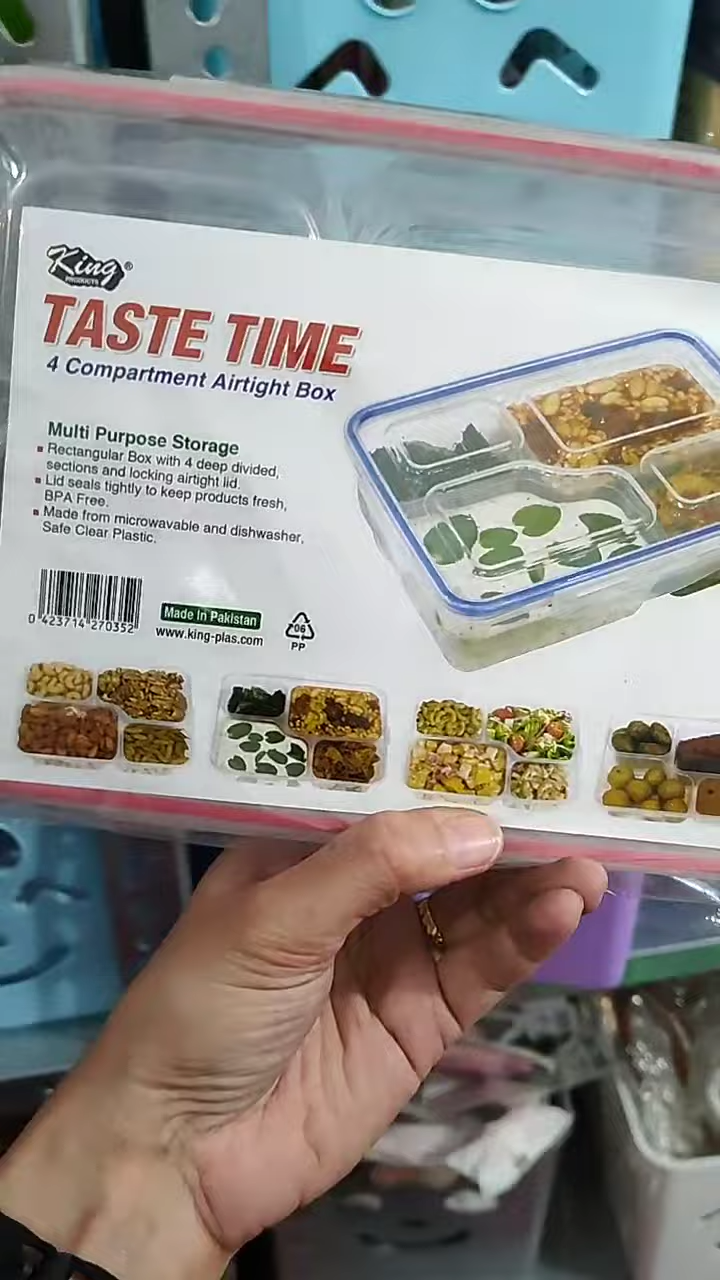 King®
PRODUCTS
TASTE TIME
4 Compartment Airtight Box
Multi Purpose Storage
▪ Rectangular Box with 4 deep divided,
sections and locking airtight lid.
▪ Lid seals tightly to keep products fresh,
BPA Free.
▪ Made from microwavable and dishwasher,
Safe Clear Plastic.
0 423714 270352
Made In Pakistan
www.king-plas.com
06
PP